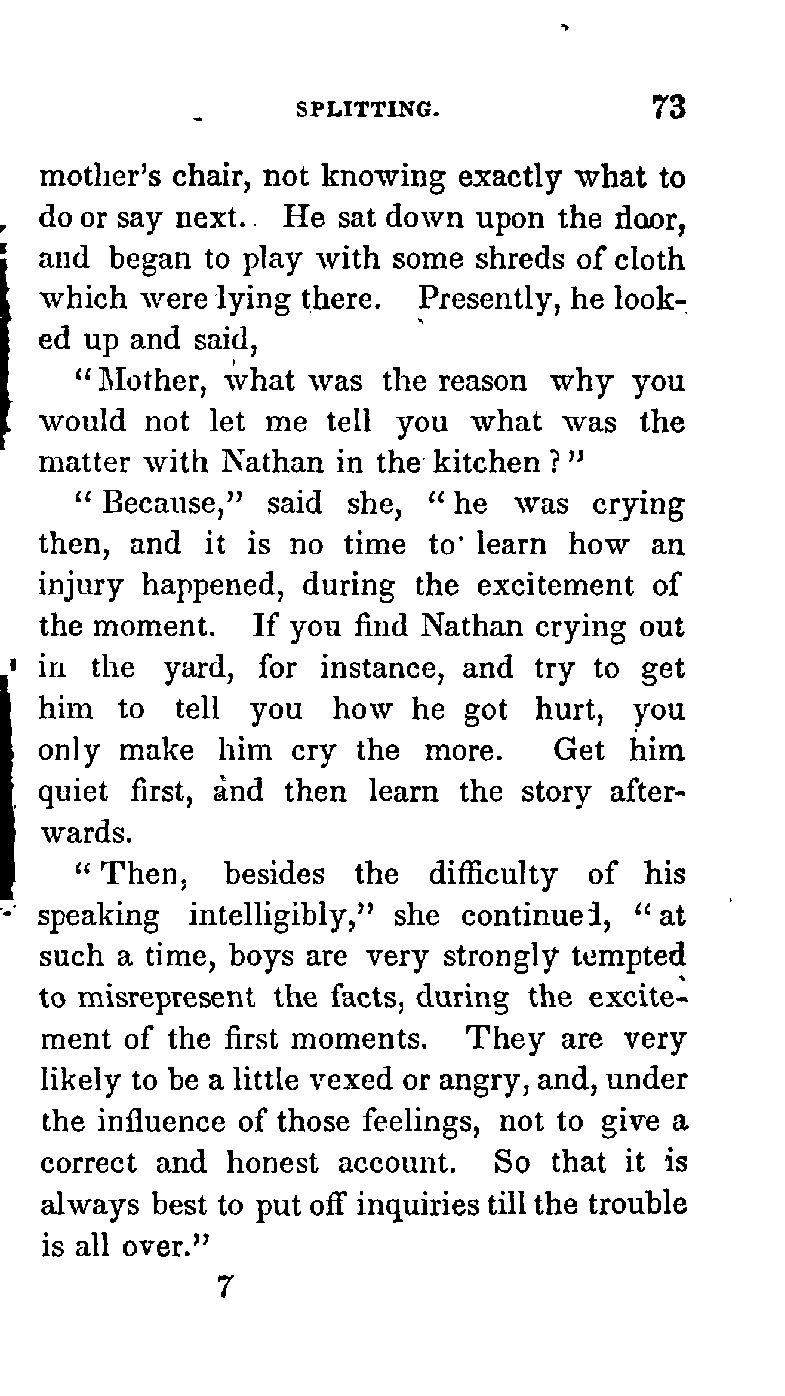 SPLITTING. 73
mother's chair, not knowing exactly what to
do or say next. He sat down upon the floor,
and began to play with some shreds of cloth
which were lying there. Presently, he look-
ed up and said,
"Mother, what was the reason why you
would not let me tell you what was the
matter with Nathan in the kitchen ?"
"Because," said she, "he was crying
then, and it is no time to learn how an
injury happened, during the excitement of
the moment. If you find Nathan crying out
in the yard, for instance, and try to get
him to tell you how he got hurt, you
only make him cry the more. Get him
quiet first, and then learn the story after-
wards.
"Then, besides the difficulty of his
speaking intelligibly," she continued, "at
such a time, boys are very strongly tempted
to misrepresent the facts, during the excite-
ment of the first moments. They are very
likely to be a little vexed or angry, and, under
the influence of those feelings, not to give a
correct and honest account. So that it is
always best to put off inquiries till the trouble
is all over."
7